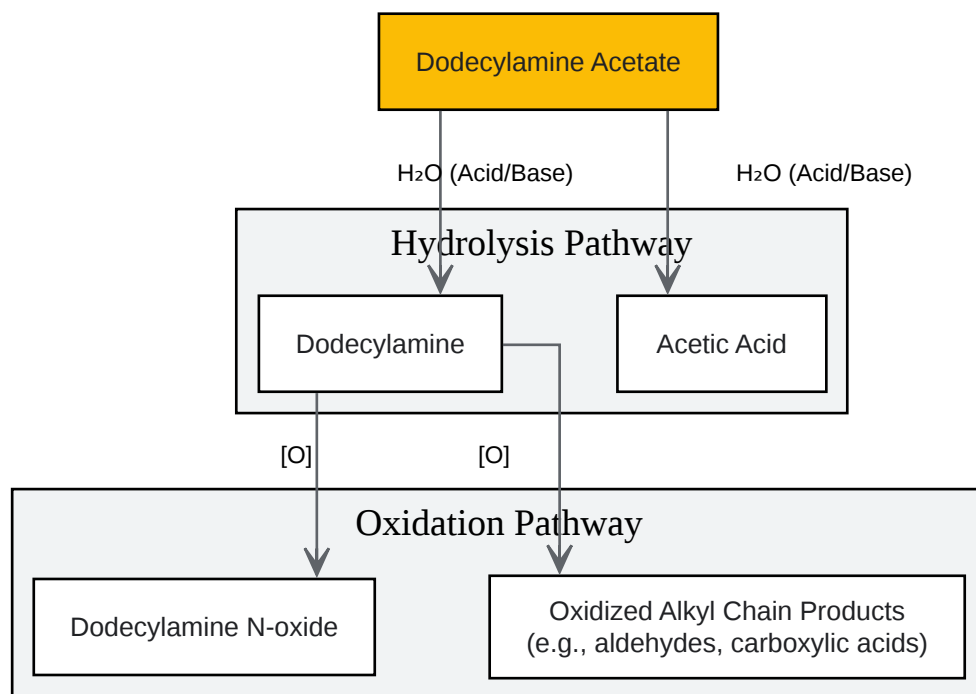 Dodecylamine Acetate
H₂O (Acid/Base)
H₂O (Acid/Base)
Hydrolysis Pathway
Dodecylamine
Acetic Acid
[O]
[O]
Oxidation Pathway
Dodecylamine N-oxide
Oxidized Alkyl Chain Products
(e.g., aldehydes, carboxylic acids)